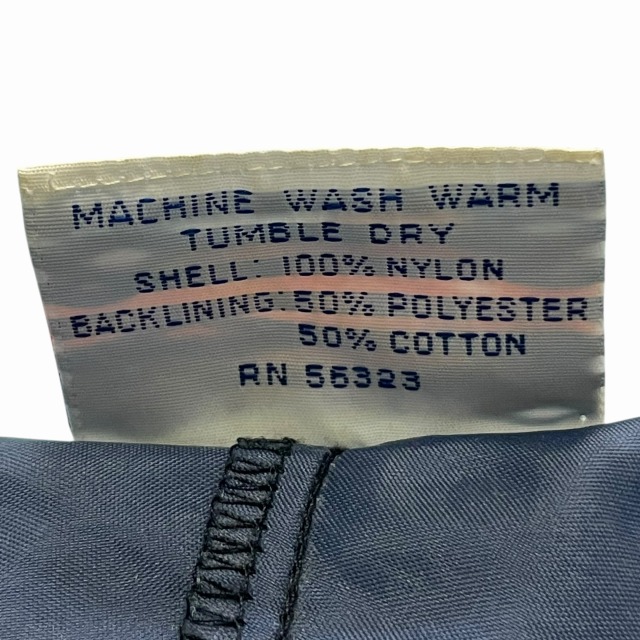 MACHINE WASH WARM
TUMBLE DRY
SHELL: 100% NYLON
BACKLINING: 50% POLYESTER
50% COTTON
RN 56323